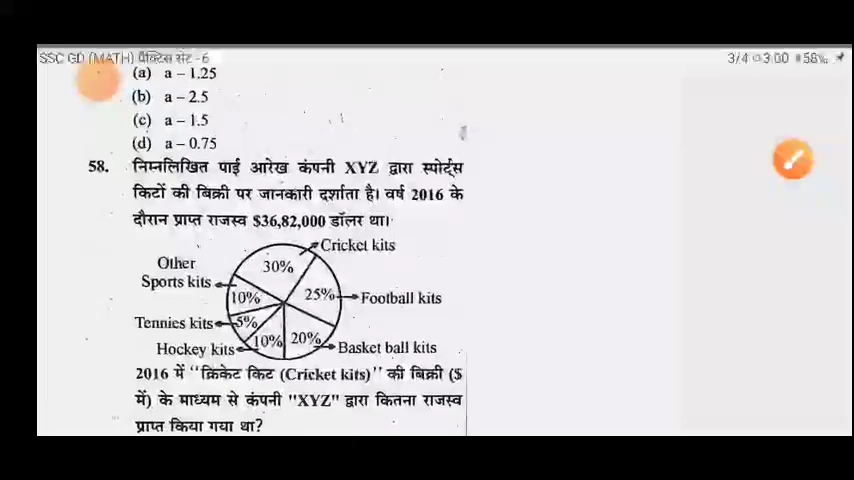 SSC GD (MATH) प्रैक्टिस सेट -6
3/4 3:00 58%
(a) a – 1.25
(b) a – 2.5
(c) a – 1.5
(d) a – 0.75
58. निम्नलिखित पाई आरेख कंपनी XYZ द्वारा स्पोर्ट्स
किटों की बिक्री पर जानकारी दर्शाता है। वर्ष 2016 के
दौरान प्राप्त राजस्व $36,82,000 डॉलर था।
Cricket kits
Other
Sports kits
30%
25%
Football kits
10%
Tennies kits
5%
Hockey kits
10%
20%
Basket ball kits
2016 में "क्रिकेट किट (Cricket kits)" की बिक्री ($
में) के माध्यम से कंपनी "XYZ" द्वारा कितना राजस्व
प्राप्त किया गया था?